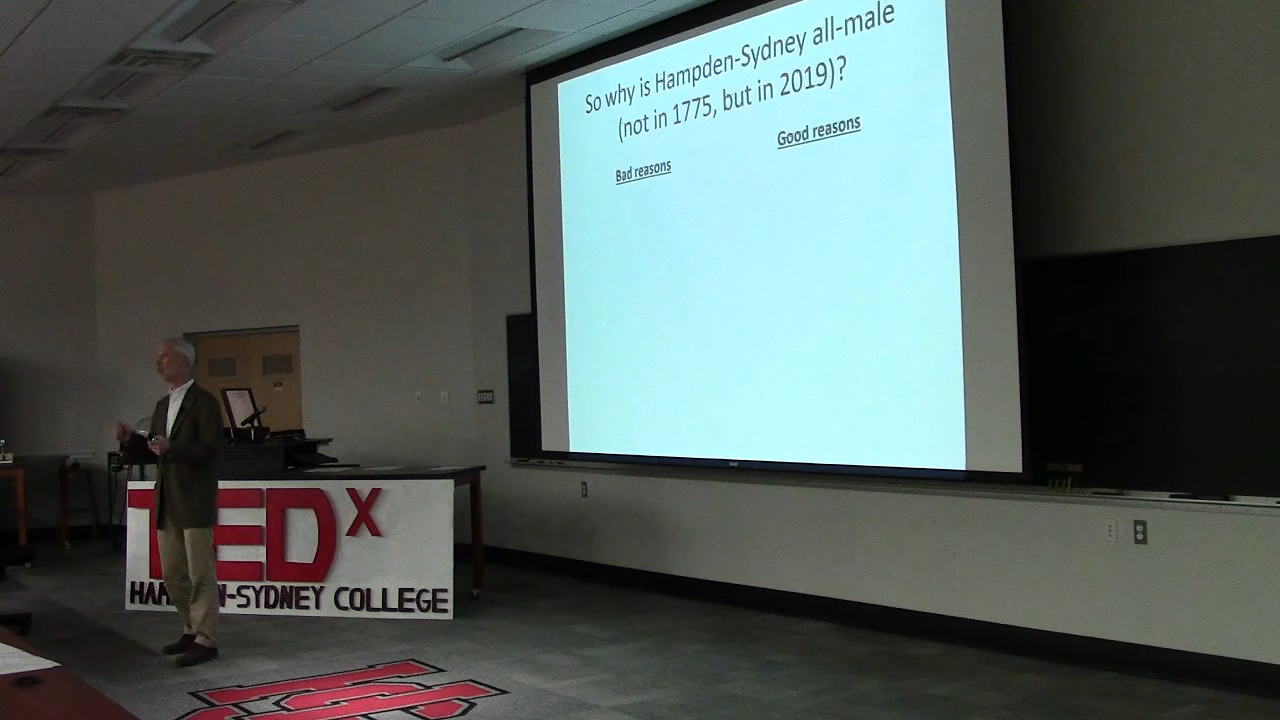 So why is Hampden-Sydney all-male
(not in 1775, but in 2019)?
Bad reasons
Good reasons
TEDX
HAM N-SYDNEY COLLEGE